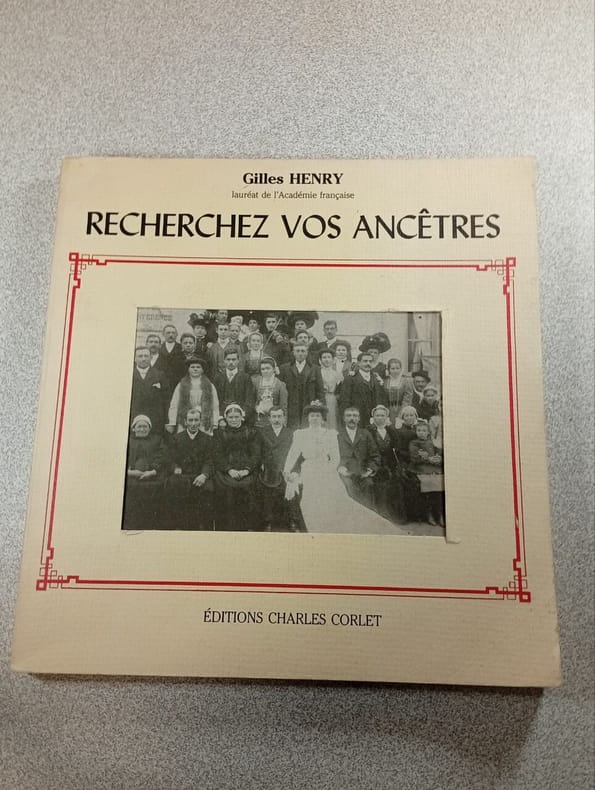 Gilles HENRY
lauréat de l'Académie française
RECHERCHEZ VOS ANCÊTRES
ÉDITIONS CHARLES CORLET